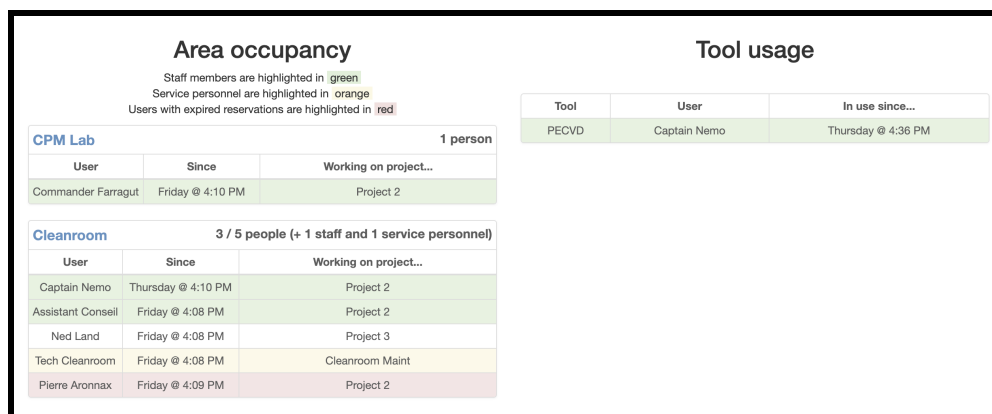 Area occupancy
Staff members are highlighted in green
Service personnel are highlighted in orange
Users with expired reservations are highlighted in red
CPM Lab 1 person
User Since Working on project...
Commander Farragut Friday @ 4:10 PM Project 2
Cleanroom 3 / 5 people (+ 1 staff and 1 service personnel)
User Since Working on project...
Captain Nemo Thursday @ 4:10 PM Project 2
Assistant Conseil Friday @ 4:08 PM Project 2
Ned Land Friday @ 4:08 PM Project 3
Tech Cleanroom Friday @ 4:08 PM Cleanroom Maint
Pierre Aronnax Friday @ 4:09 PM Project 2
Tool usage
Tool User In use since...
PECVD Captain Nemo Thursday @ 4:36 PM